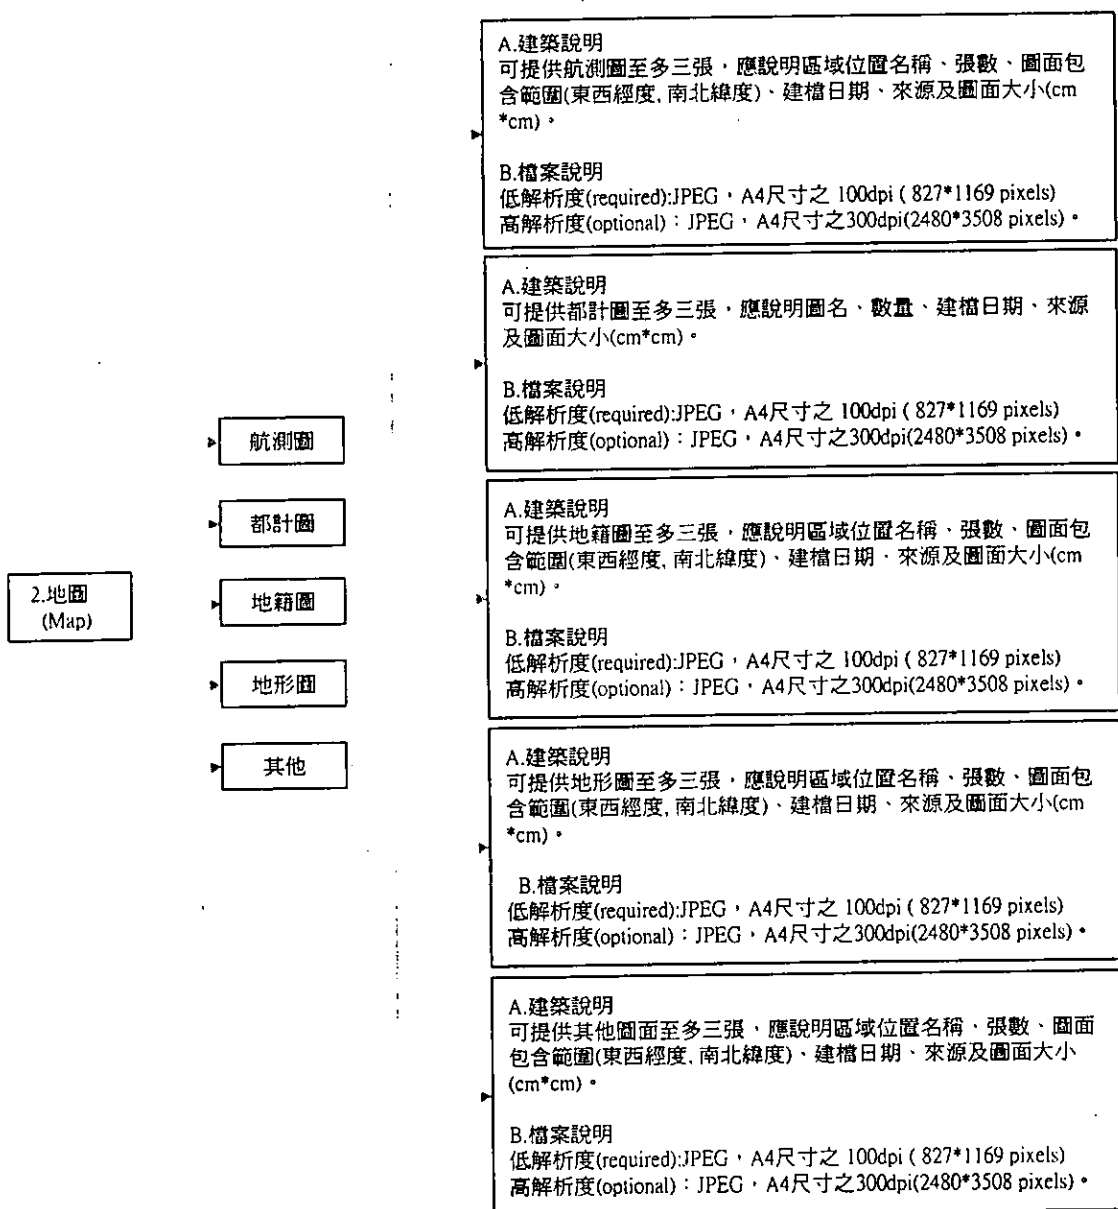 2.地圖
(Map)
航測圖
都計圖
地籍圖
地形圖
其他
A.建築說明
可提供航測圖至多三張，應說明區域位置名稱、張數、圖面包
含範圍(東西經度, 南北緯度)、建檔日期、來源及圖面大小(cm
*cm)。
B.檔案說明
低解析度(required):JPEG，A4尺寸之 100dpi ( 827*1169 pixels)
高解析度(optional)：JPEG，A4尺寸之300dpi(2480*3508 pixels)。
A.建築說明
可提供都計圖至多三張，應說明圖名、數量、建檔日期、來源
及圖面大小(cm*cm)。
B.檔案說明
低解析度(required):JPEG，A4尺寸之 100dpi ( 827*1169 pixels)
高解析度(optional)：JPEG，A4尺寸之300dpi(2480*3508 pixels)。
A.建築說明
可提供地籍圖至多三張，應說明區域位置名稱、張數、圖面包
含範圍(東西經度, 南北緯度)、建檔日期、來源及圖面大小(cm
*cm)。
B.檔案說明
低解析度(required):JPEG，A4尺寸之 100dpi ( 827*1169 pixels)
高解析度(optional)：JPEG，A4尺寸之300dpi(2480*3508 pixels)。
A.建築說明
可提供地形圖至多三張，應說明區域位置名稱、張數、圖面包
含範圍(東西經度, 南北緯度)、建檔日期、來源及圖面大小(cm
*cm)。
B.檔案說明
低解析度(required):JPEG，A4尺寸之 100dpi ( 827*1169 pixels)
高解析度(optional)：JPEG，A4尺寸之300dpi(2480*3508 pixels)。
A.建築說明
可提供其他圖面至多三張，應說明區域位置名稱、張數、圖面
包含範圍(東西經度, 南北緯度)、建檔日期、來源及圖面大小
(cm*cm)。
B.檔案說明
低解析度(required):JPEG，A4尺寸之 100dpi ( 827*1169 pixels)
高解析度(optional)：JPEG，A4尺寸之300dpi(2480*3508 pixels)。